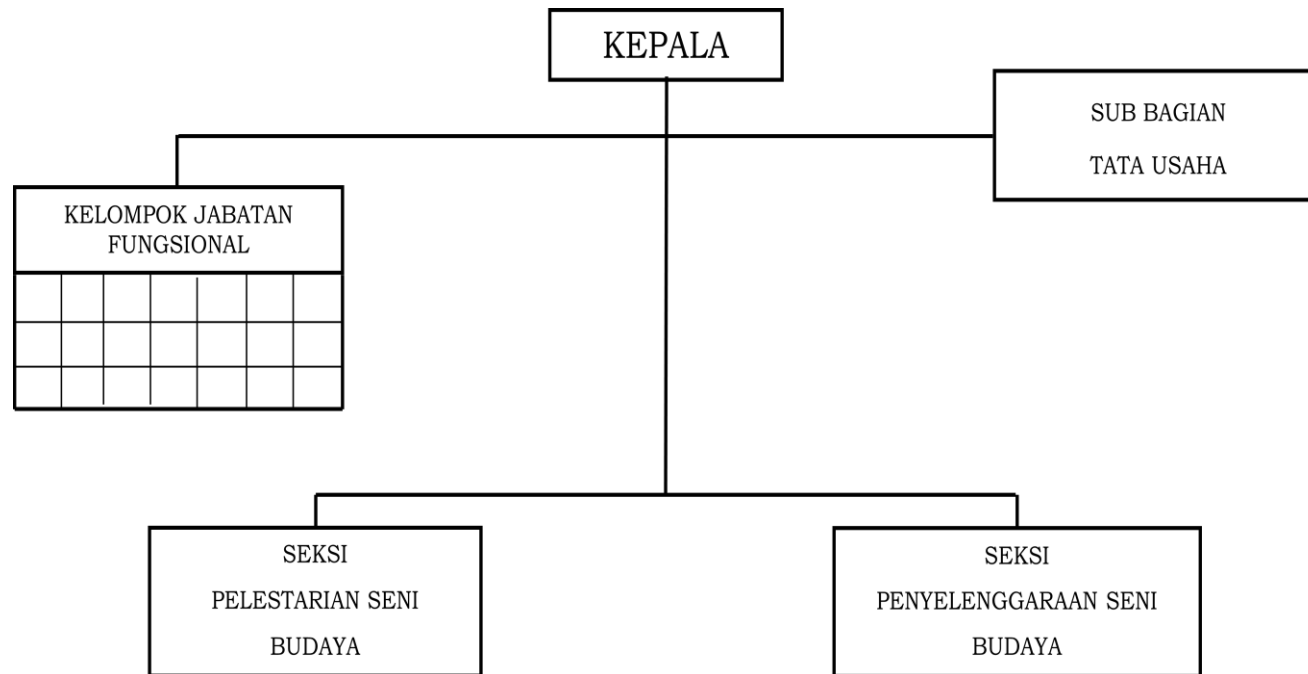 KEPALA
SUB BAGIAN
TATA USAHA
KELOMPOK JABATAN
FUNGSIONAL
SEKSI
PELESTARIAN SENI
BUDAYA
SEKSI
PENYELENGGARAAN SENI
BUDAYA